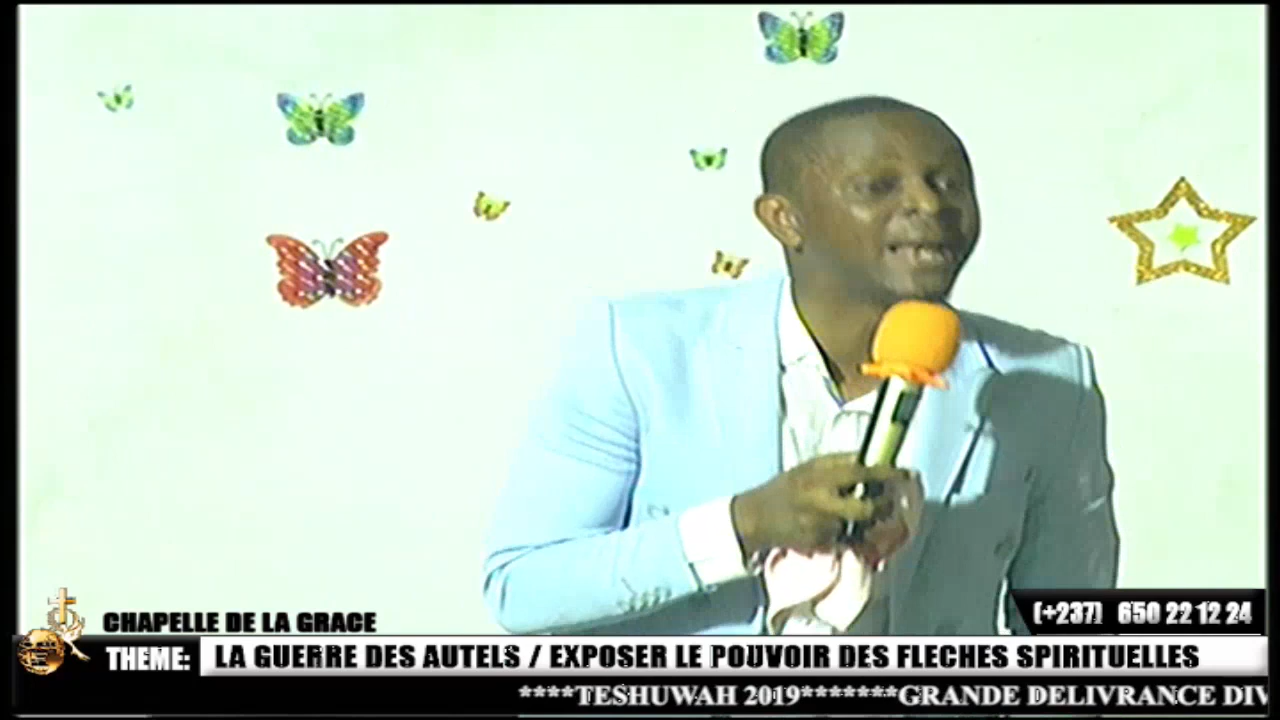 CHAPELLE DE LA GRACE
(+237) 650 22 12 24
THEME: LA GUERRE DES AUTELS / EXPOSER LE POUVOIR DES FLECHES SPIRITUELLES
****TESHUWAH 2019*******GRANDE DELIVRANCE DIV